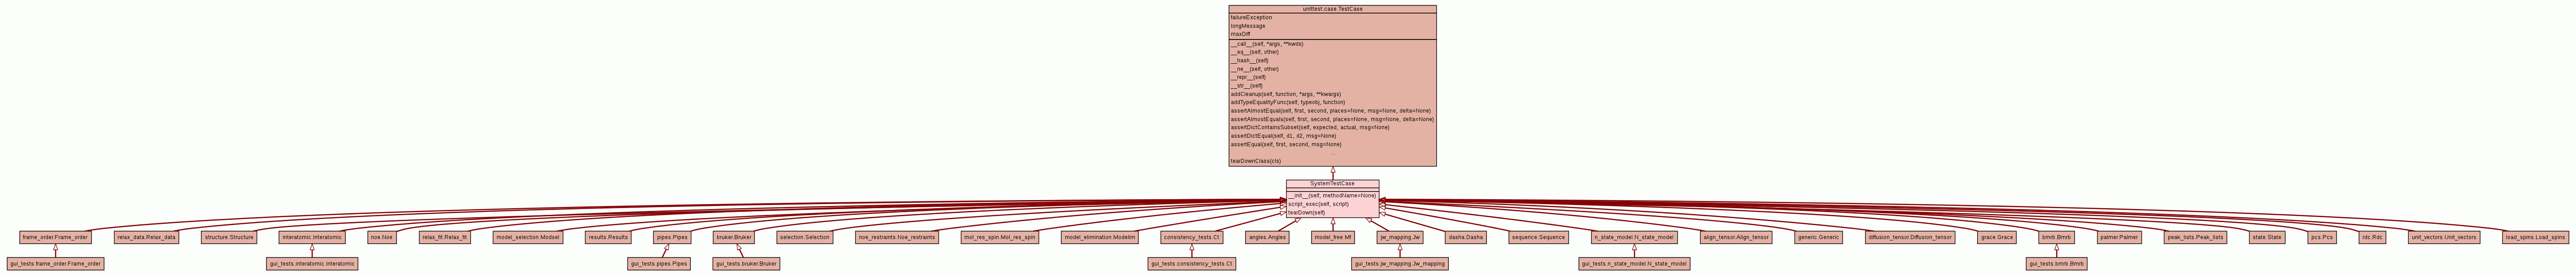 unittest.case.TestCase
failureException
longMessage
maxDiff
__call__(self, *args, **kwds)
__eq__(self, other)
__hash__(self)
__ne__(self, other)
__repr__(self)
__str__(self)
addCleanup(self, function, *args, **kwargs)
addTypeEqualityFunc(self, typeobj, function)
assertAlmostEqual(self, first, second, places=None, msg=None, delta=None)
assertAlmostEquals(self, first, second, places=None, msg=None, delta=None)
assertDictContainsSubset(self, expected, actual, msg=None)
assertDictEqual(self, d1, d2, msg=None)
assertEqual(self, first, second, msg=None)
...
tearDownClass(cls)
SystemTestCase
__init__(self, methodName=None)
script_exec(self, script)
tearDown(self)
frame_order.Frame_order
relax_data.Relax_data
structure.Structure
interatomic.Interatomic
noe.Noe
relax_fit.Relax_fit
model_selection.Modsel
results.Results
pipes.Pipes
bruker.Bruker
selection.Selection
noe_restraints.Noe_restraints
mol_res_spin.Mol_res_spin
model_elimination.Modelim
consistency_tests.Ct
angles.Angles
model_free.Mf
jw_mapping.Jw
dasha.Dasha
sequence.Sequence
n_state_model.N_state_model
align_tensor.Align_tensor
generic.Generic
diffusion_tensor.Diffusion_tensor
grace.Grace
bmrb.Bmrb
palmer.Palmer
peak_lists.Peak_lists
state.State
pcs.Pcs
rdc.Rdc
unit_vectors.Unit_vectors
load_spins.Load_spins
gui_tests.frame_order.Frame_order
gui_tests.interatomic.Interatomic
gui_tests.pipes.Pipes
gui_tests.bruker.Bruker
gui_tests.consistency_tests.Ct
gui_tests.jw_mapping.Jw_mapping
gui_tests.n_state_model.N_state_model
gui_tests.bmrb.Bmrb